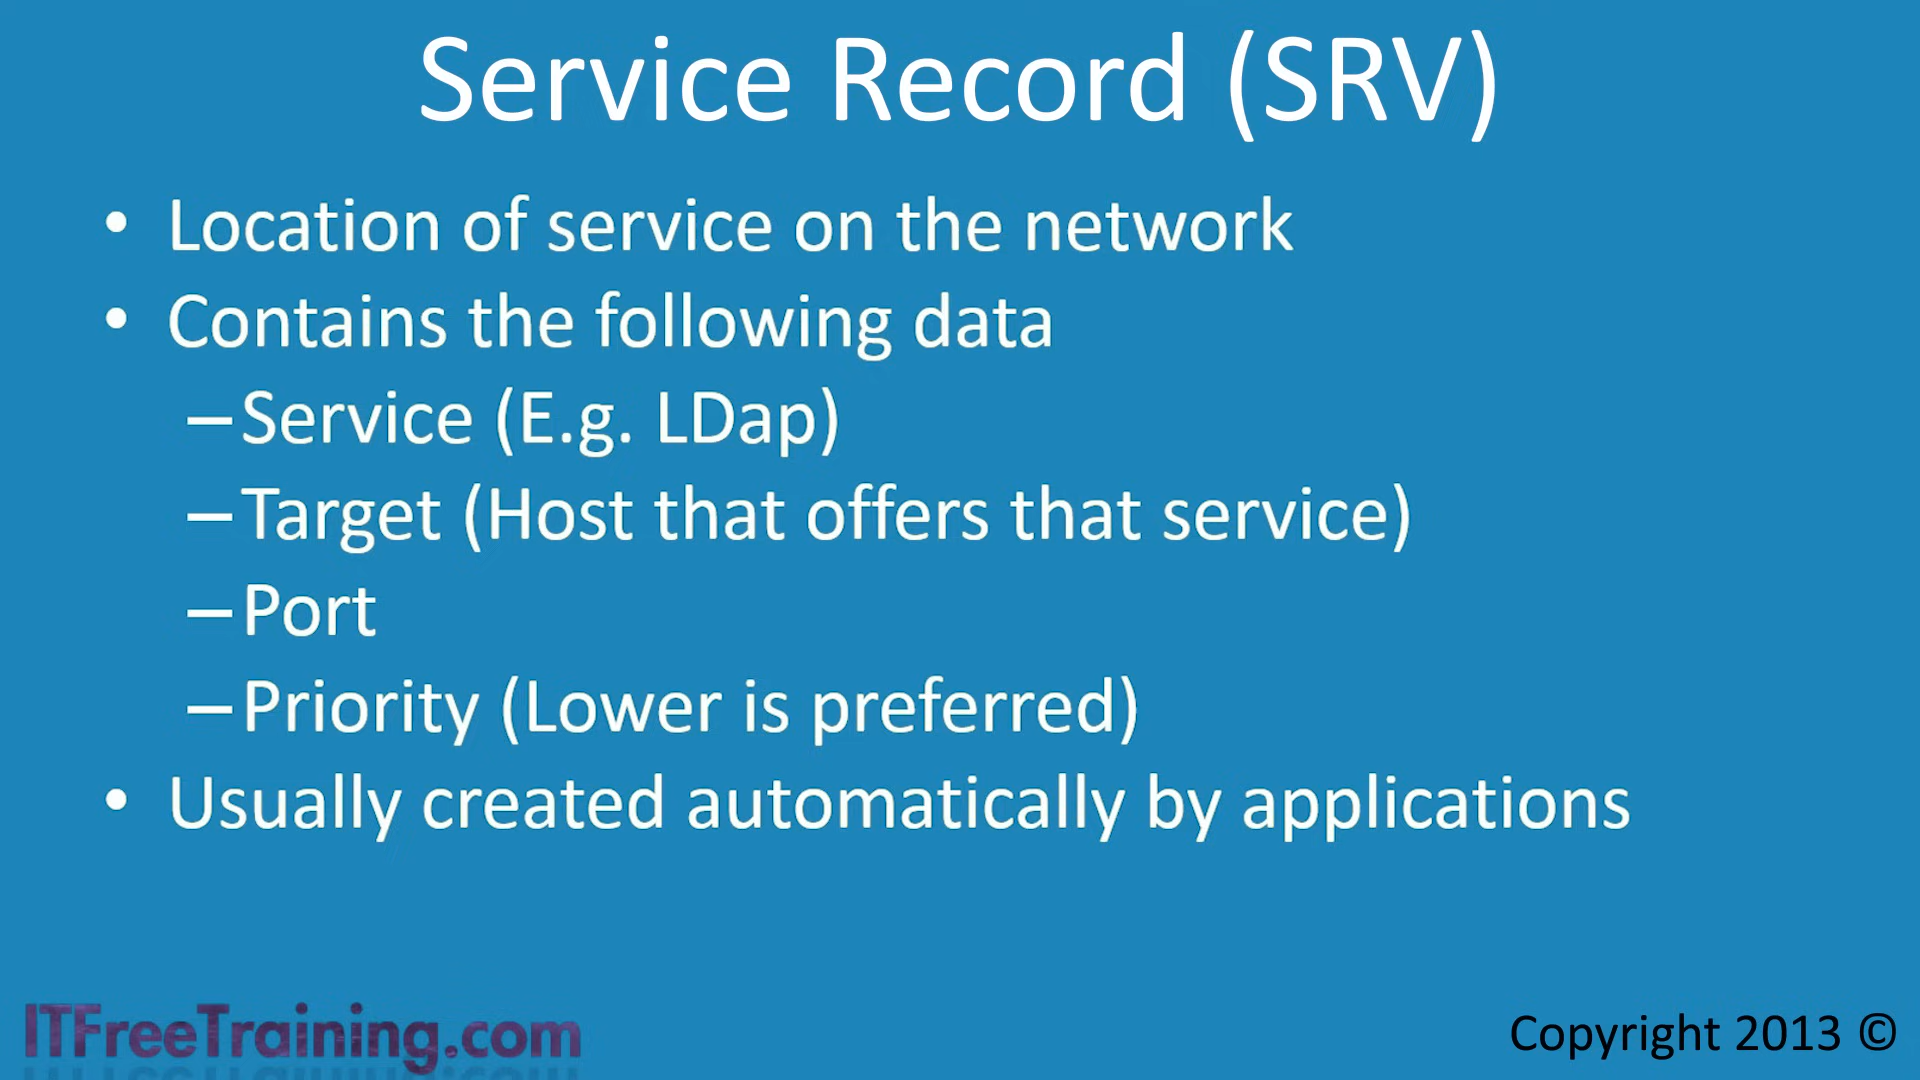 Service Record (SRV)
• Location of service on the network
• Contains the following data
–Service (E.g. LDap)
–Target (Host that offers that service)
–Port
–Priority (Lower is preferred)
• Usually created automatically by applications
ITFreeTraining.com
Copyright 2013 ©